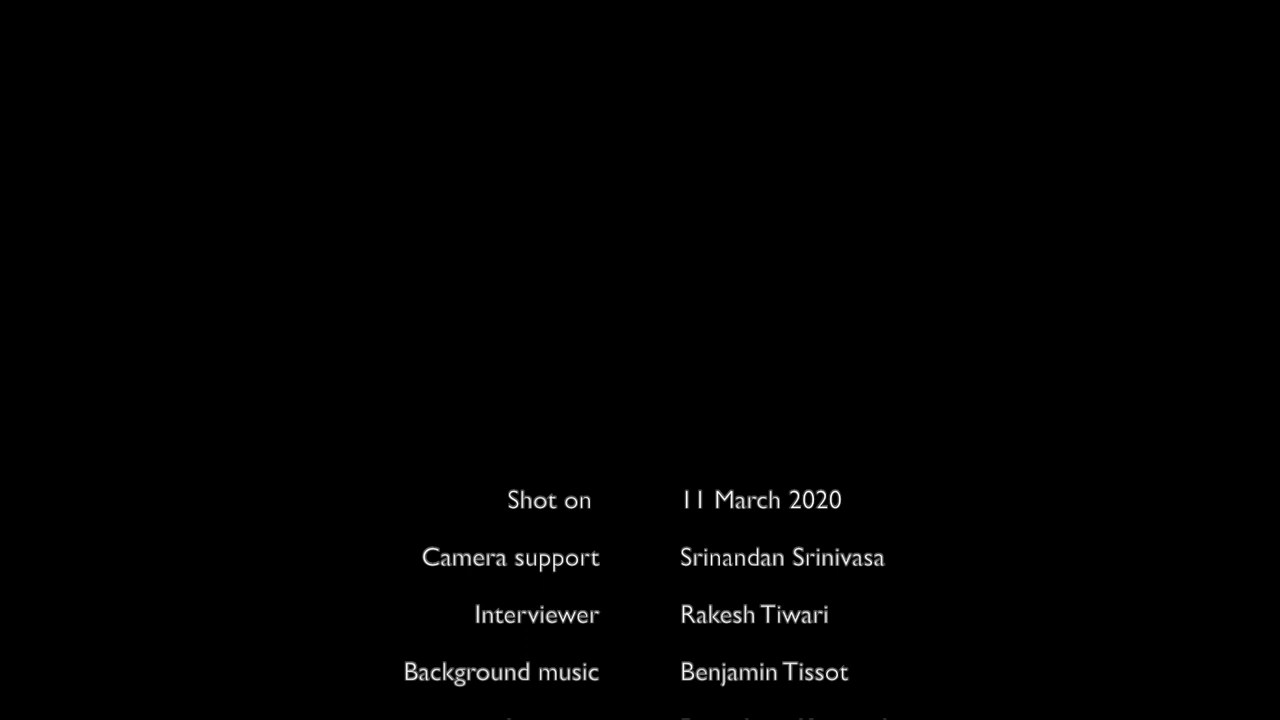 Shot on 11 March 2020
Camera support Srinandan Srinivasa
Interviewer Rakesh Tiwari
Background music Benjamin Tissot